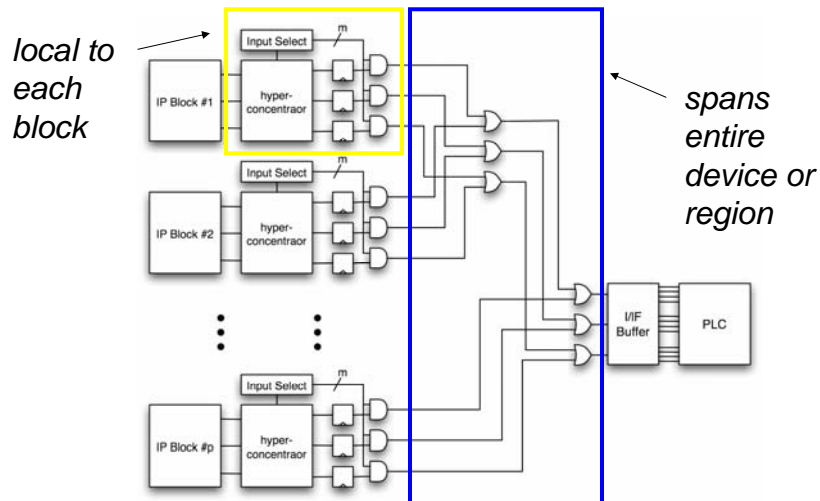 local to
each
block
Input Select
m
IP Block #1
hyper-
concentraor
spans
entire
device or
region
Input Select
m
IP Block #2
hyper-
concentraor
I/IF
Buffer
PLC
Input Select
m
IP Block #p
hyper-
concentraor